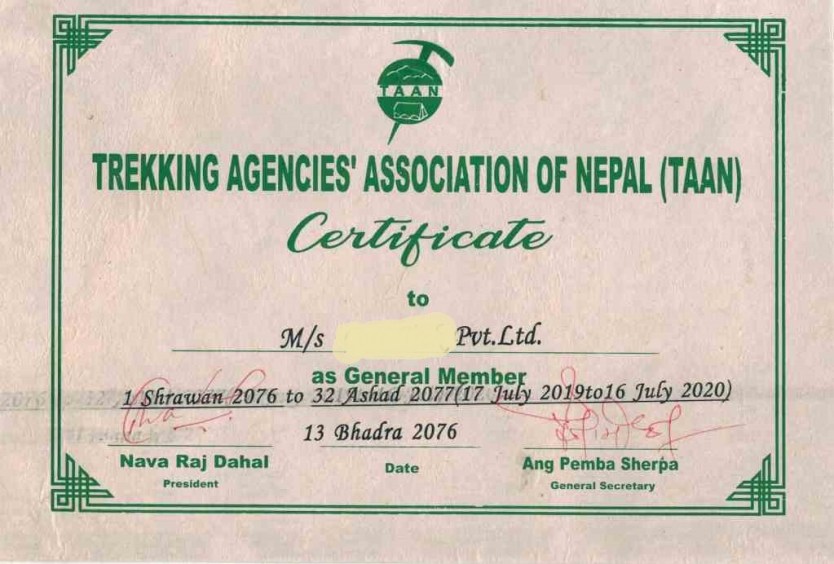 TAAN
TREKKING AGENCIES' ASSOCIATION OF NEPAL (TAAN)
Certificate
to
M/s Pvt.Ltd.
as General Member
1 Shrawan 2076 to 32 Ashad 2077(17 July 2019to16 July 2020)
13 Bhadra 2076
Nava Raj Dahal Date Ang Pemba Sherpa
President General Secretary